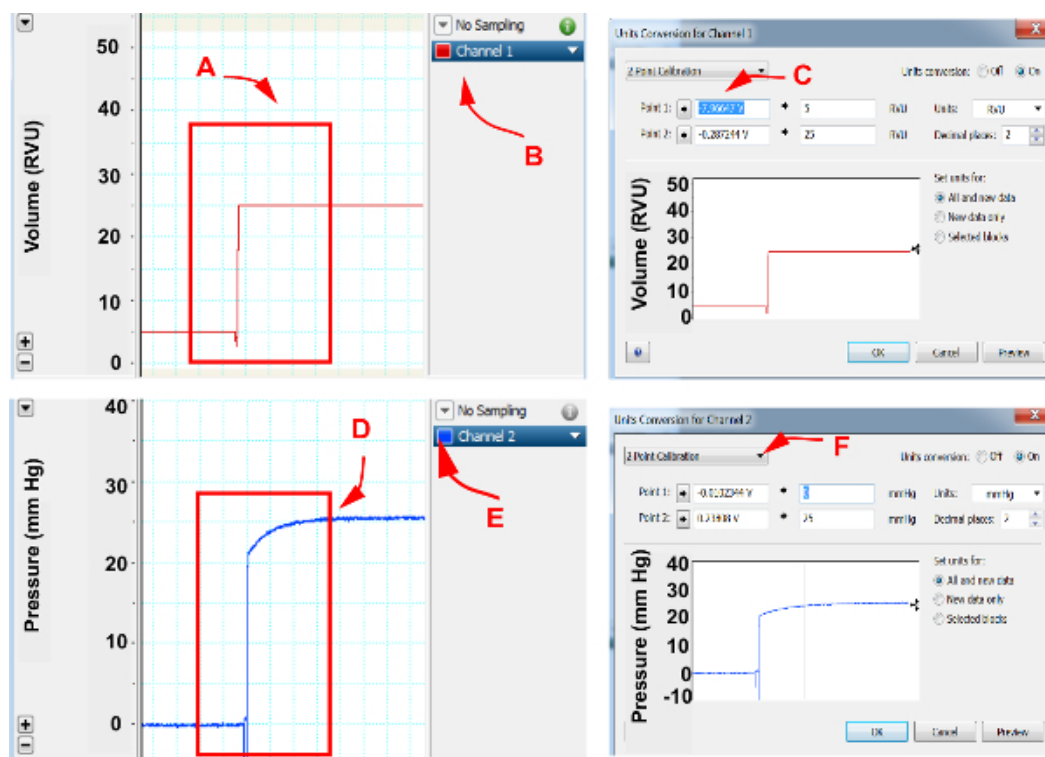 No Sampling
Channel 1
50
40
30
20
10
0
Volume (RVU)
A
B
Units Conversion for Channel 1
X
2 Point Calibration
Units conversion: Off On
C
Point 1: 5 RVU Units: RVU
Point 2: -0.287244 V 25 RVU Decimal places: 2
Volume (RVU)
50
40
30
20
10
0
Set units for:
All and new data
New data only
Selected blocks
OK Cancel Preview
No Sampling
Channel 2
40
30
20
10
0
Pressure (mm Hg)
D
E
Units Conversion for Channel 2
X
2 Point Calibration
Units conversion: Off On
F
Point 1: -0.0102344 V mmHg Units: mmHg
Point 2: 0.23808 V 25 mmHg Decimal places: 2
Pressure (mm Hg)
40
30
20
10
0
-10
Set units for:
All and new data
New data only
Selected blocks
OK Cancel Preview